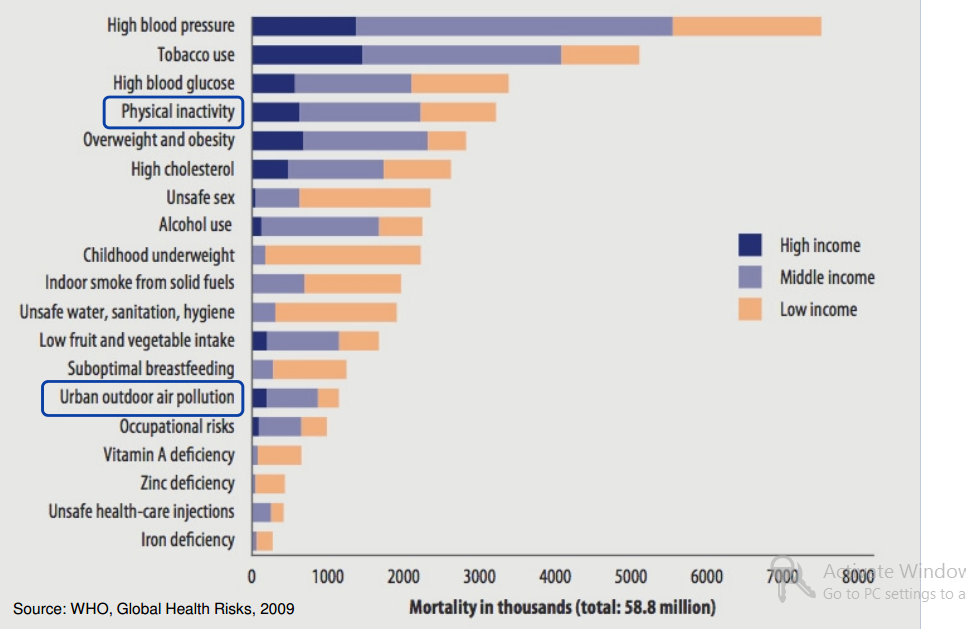 High blood pressure
Tobacco use
High blood glucose
Physical inactivity
Overweight and obesity
High cholesterol
Unsafe sex
Alcohol use
Childhood underweight
Indoor smoke from solid fuels
Unsafe water, sanitation, hygiene
Low fruit and vegetable intake
Suboptimal breastfeeding
Urban outdoor air pollution
Occupational risks
Vitamin A deficiency
Zinc deficiency
Unsafe health-care injections
Iron deficiency
High income
Middle income
Low income
0 1000 2000 3000 4000 5000 6000 7000 8000
Mortality in thousands (total: 58.8 million)
Source: WHO, Global Health Risks, 2009
Activate Window
Go to PC settings to a